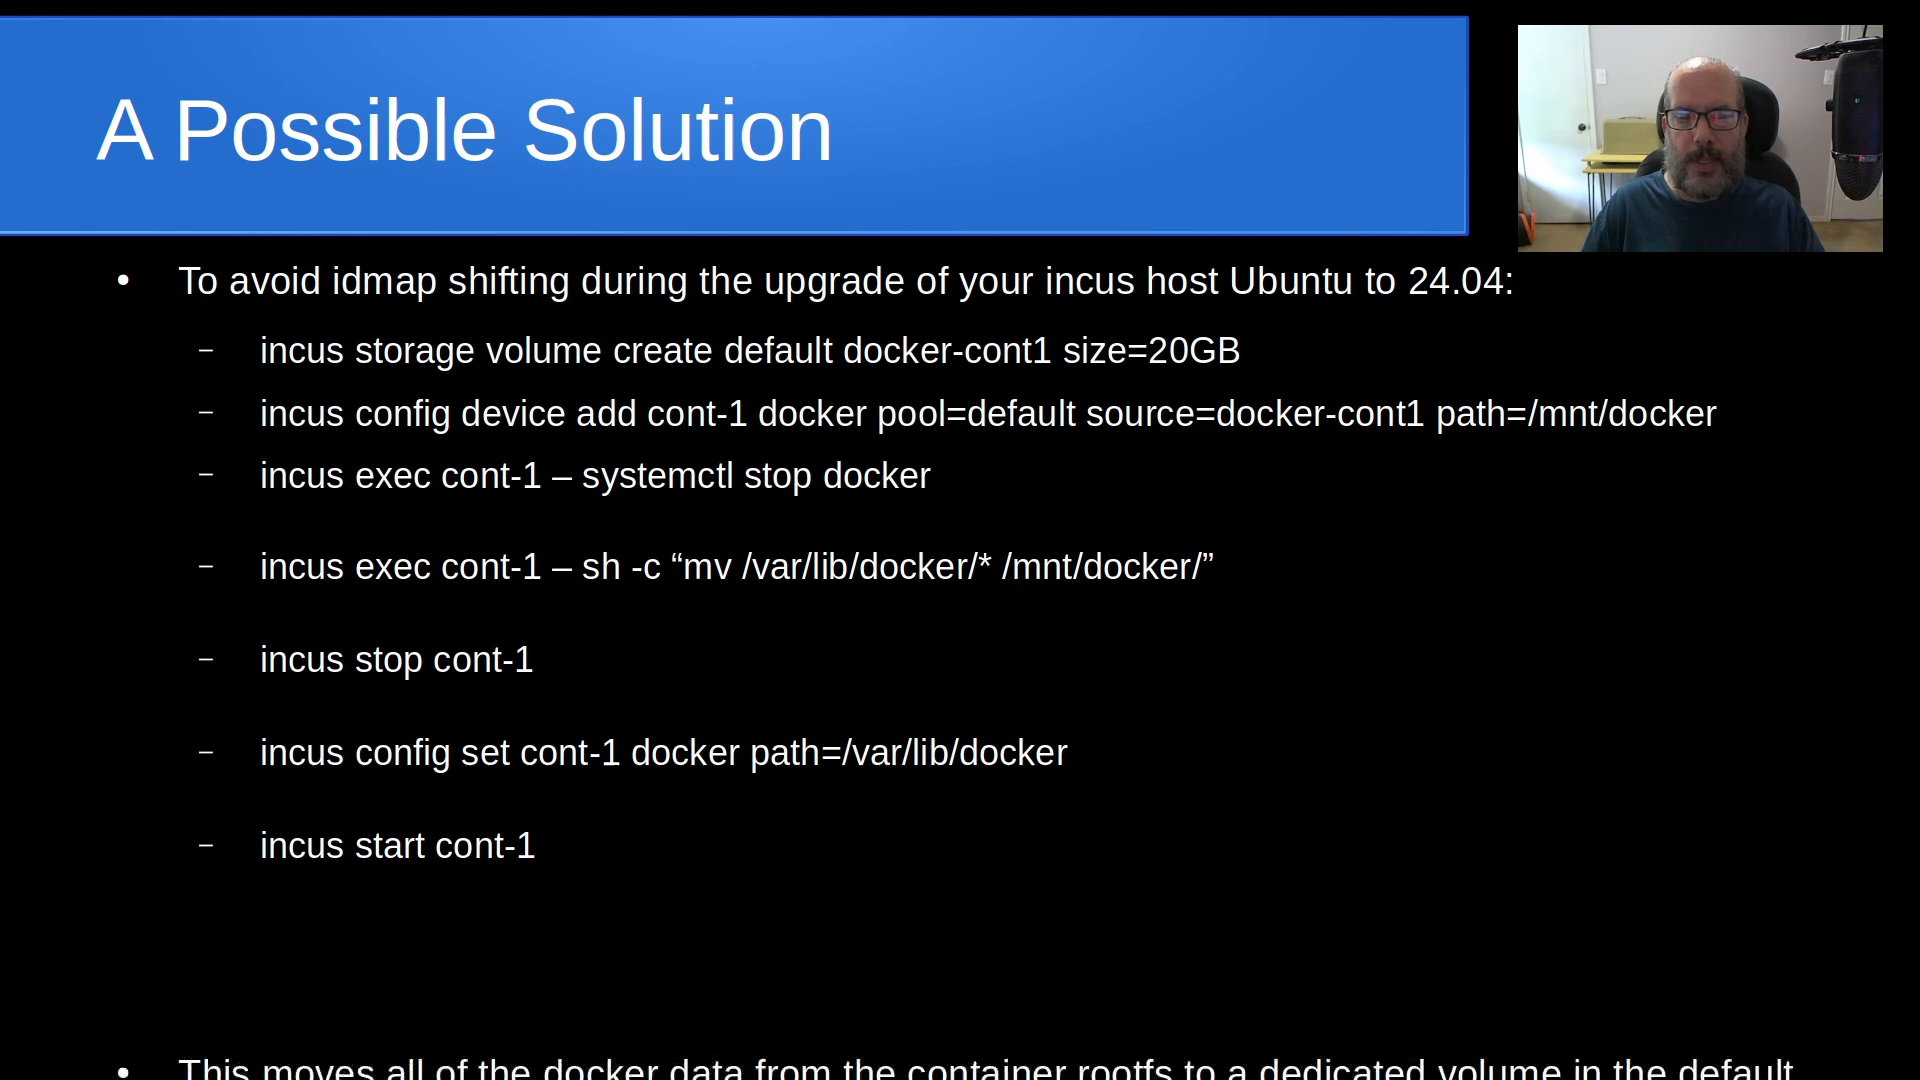 A Possible Solution
• To avoid idmap shifting during the upgrade of your incus host Ubuntu to 24.04:
– incus storage volume create default docker-cont1 size=20GB
– incus config device add cont-1 docker pool=default source=docker-cont1 path=/mnt/docker
– incus exec cont-1 – systemctl stop docker
– incus exec cont-1 – sh -c “mv /var/lib/docker/* /mnt/docker/”
– incus stop cont-1
– incus config set cont-1 docker path=/var/lib/docker
– incus start cont-1
• This moves all of the docker data from the container rootfs to a dedicated volume in the default